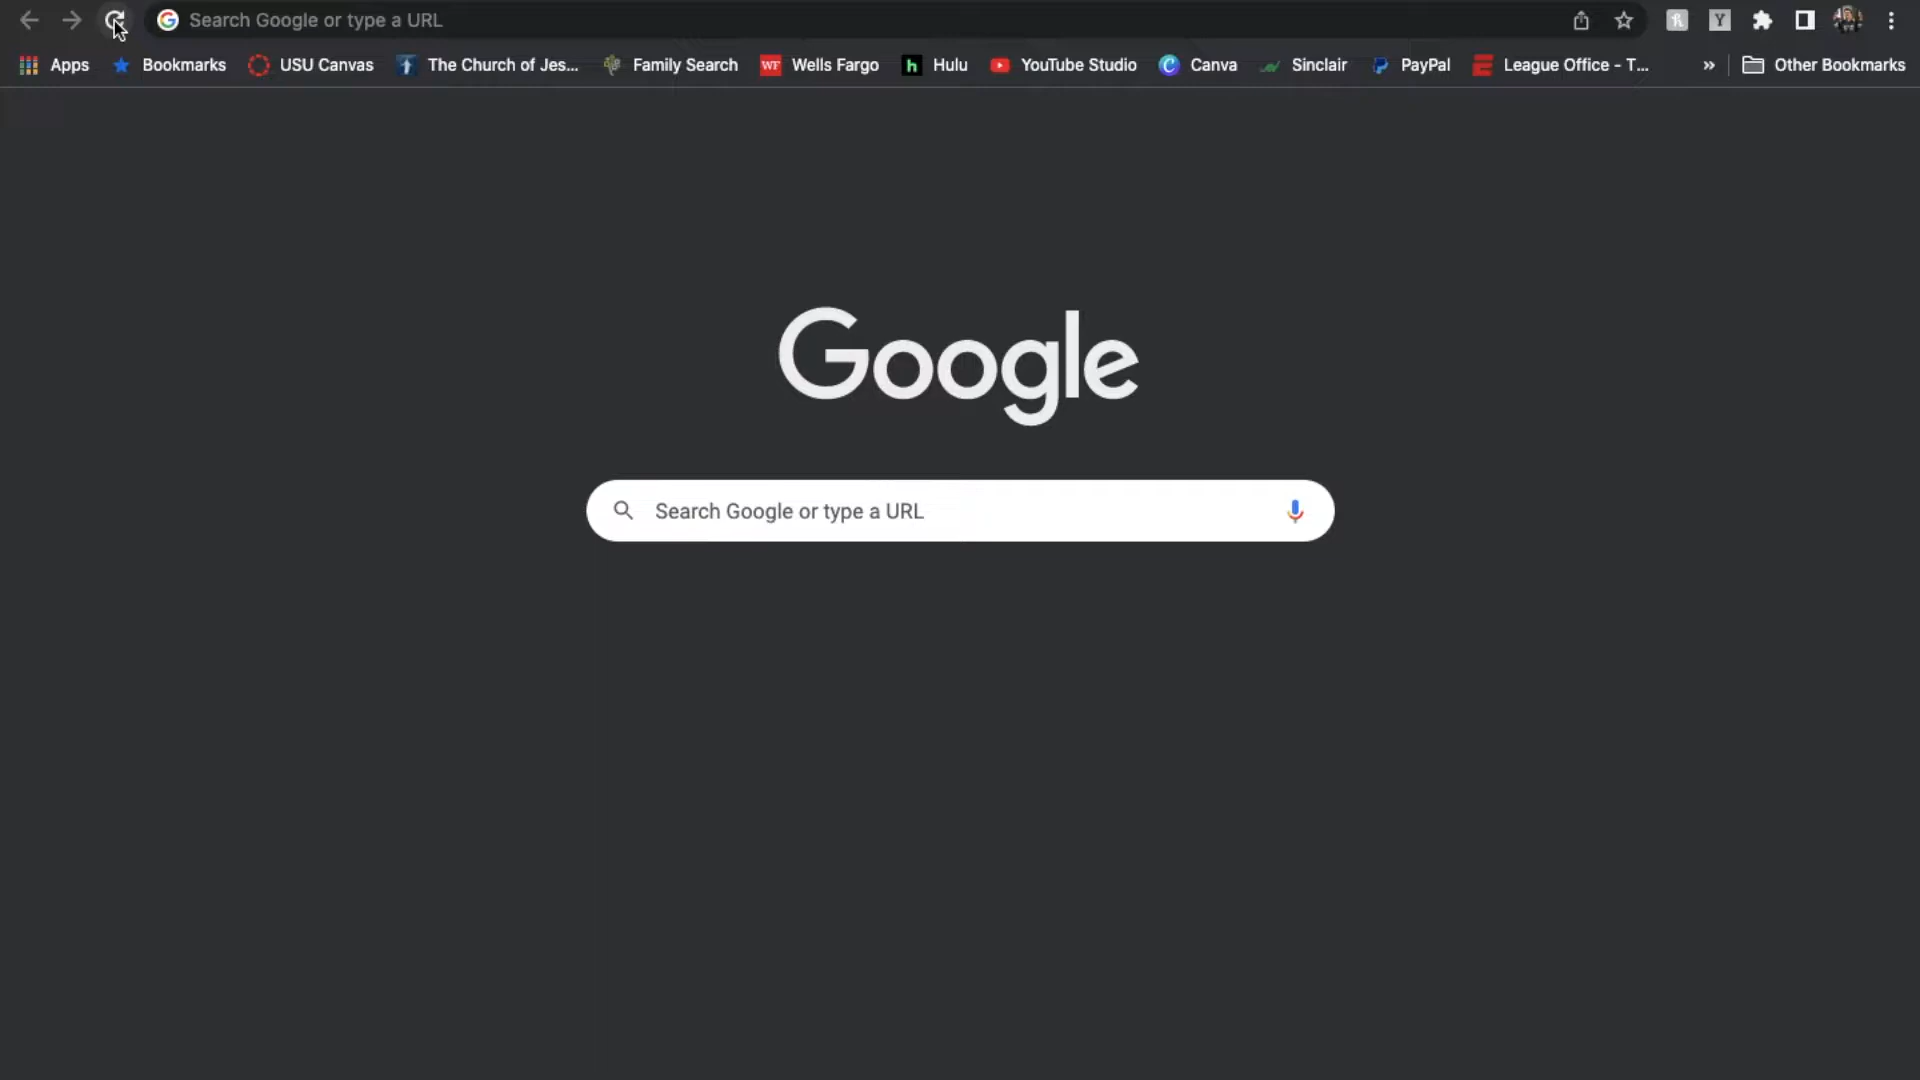 Search Google or type a URL
Apps Bookmarks USU Canvas The Church of Jes... Family Search WF Wells Fargo h Hulu YouTube Studio Canva Sinclair PayPal League Office - T... » Other Bookmarks
Google
Search Google or type a URL